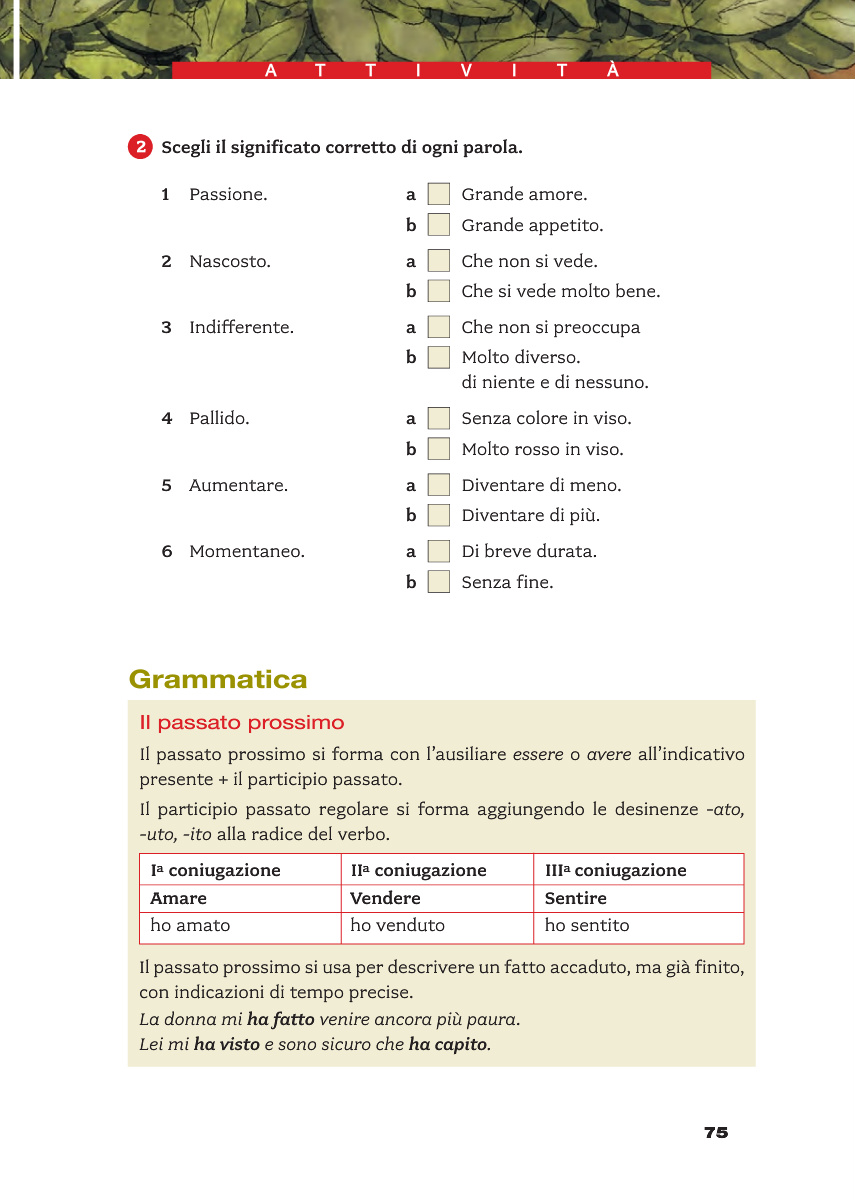 ATTIVITÀ
2 Scegli il significato corretto di ogni parola.
1 Passione. a Grande amore.
b Grande appetito.
2 Nascosto. a Che non si vede.
b Che si vede molto bene.
3 Indifferente. a Che non si preoccupa
b Molto diverso.
di niente e di nessuno.
4 Pallido. a Senza colore in viso.
b Molto rosso in viso.
5 Aumentare. a Diventare di meno.
b Diventare di più.
6 Momentaneo. a Di breve durata.
b Senza fine.
Grammatica
Il passato prossimo
Il passato prossimo si forma con l’ausiliare essere o avere all’indicativo
presente + il participio passato.
Il participio passato regolare si forma aggiungendo le desinenze -ato,
-uto, -ito alla radice del verbo.
Iª coniugazione IIª coniugazione IIIª coniugazione
Amare Vendere Sentire
ho amato ho venduto ho sentito
Il passato prossimo si usa per descrivere un fatto accaduto, ma già finito,
con indicazioni di tempo precise.
La donna mi ha fatto venire ancora più paura.
Lei mi ha visto e sono sicuro che ha capito.
75